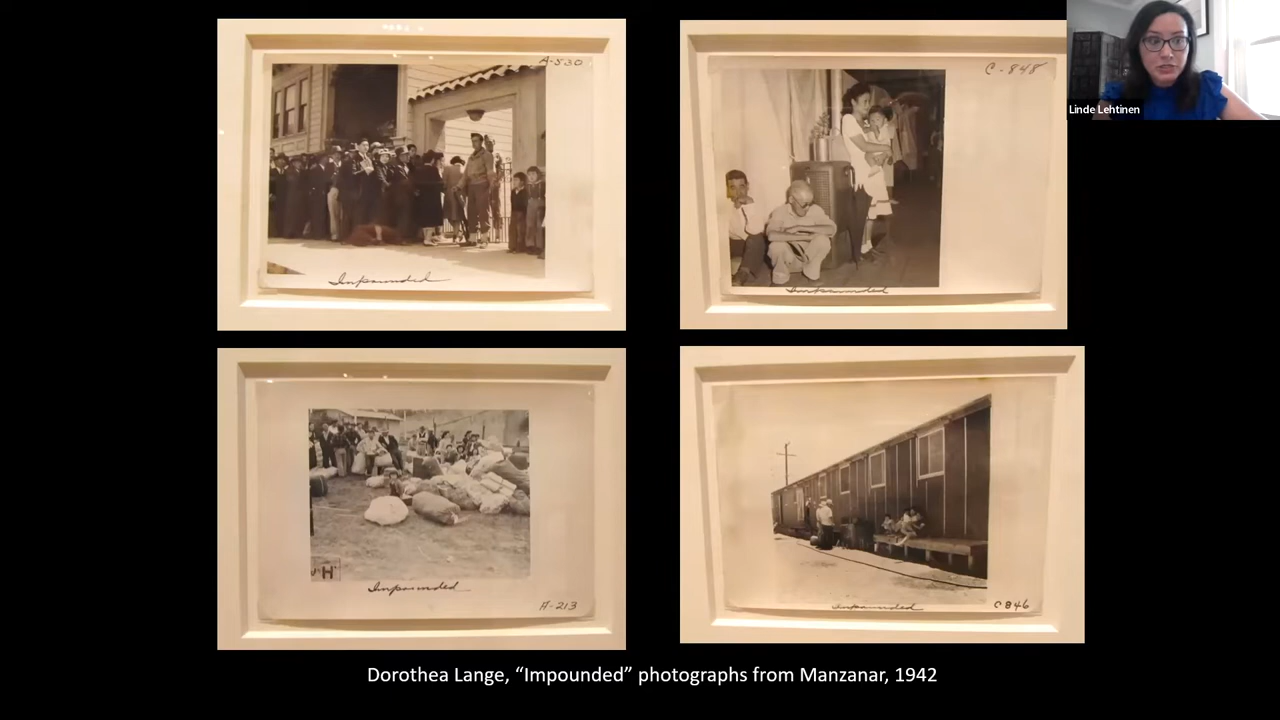 A-530
Impounded
C-848
Impounded
Linde Lehtinen
H
Impounded
A-213
Impounded
C846
Dorothea Lange, “Impounded” photographs from Manzanar, 1942